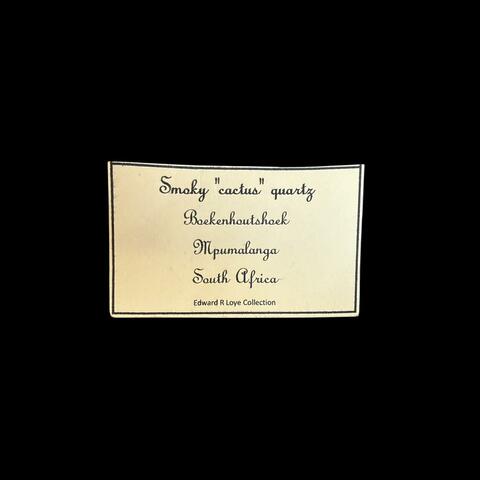 Smoky "cactus" quartz
Boekenhoutshoek
Mpumalanga
South Africa
Edward R Loye Collection